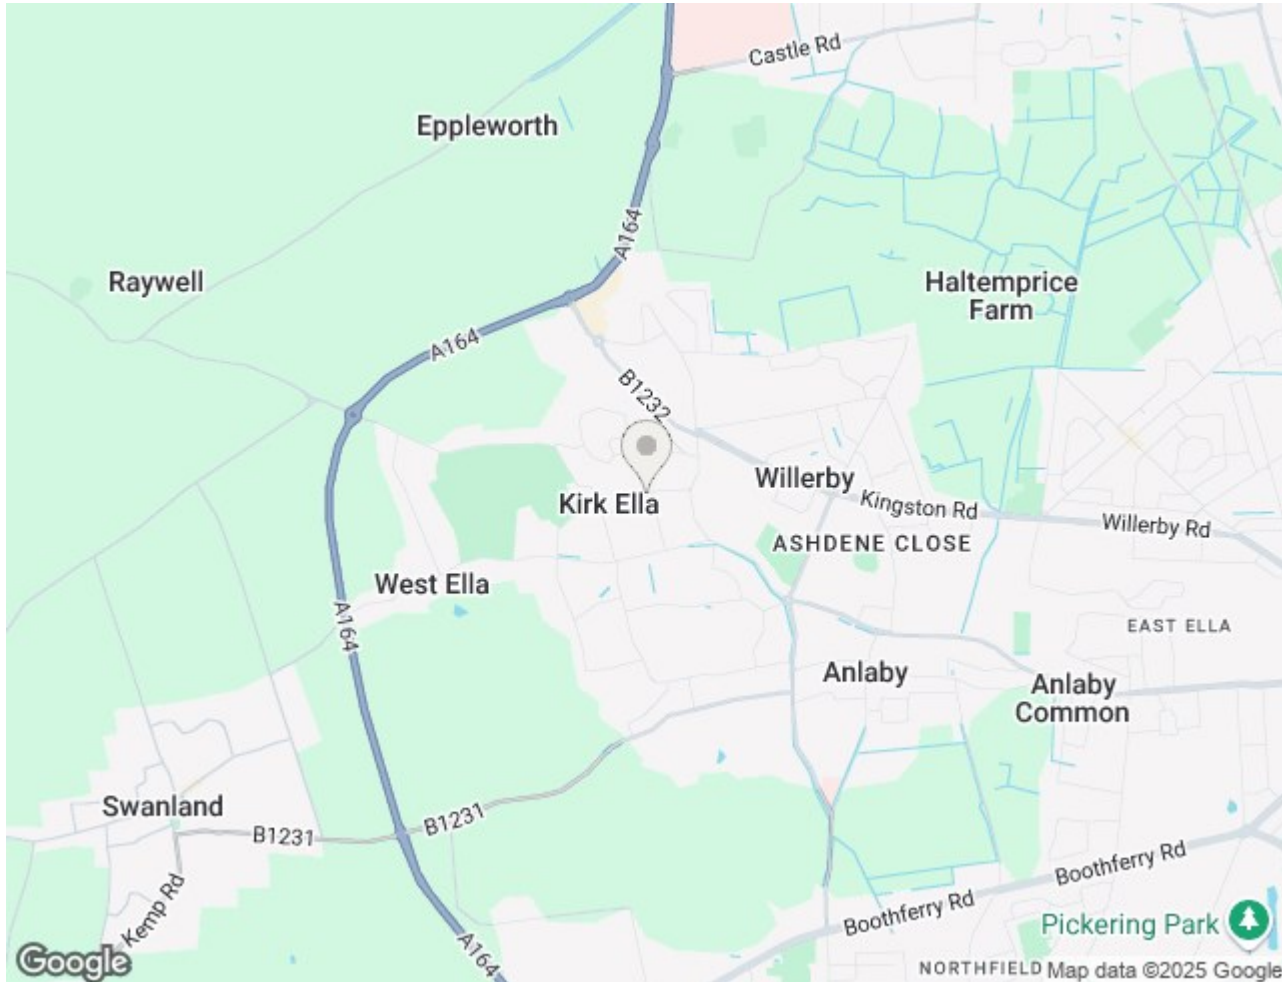 Castle Rd
Eppleworth
A164
Raywell
Haltemprice
Farm
A164
B1232
Willerby
Kirk Ella
Kingston Rd
Willerby Rd
ASHDENE CLOSE
West Ella
A164
EAST ELLA
Anlaby
Anlaby
Common
Swanland
B1231
B1231
Kemp Rd
Boothferry Rd
Boothferry Rd
Pickering Park
A164
Google
NORTHFIELD
Map data ©2025 Google